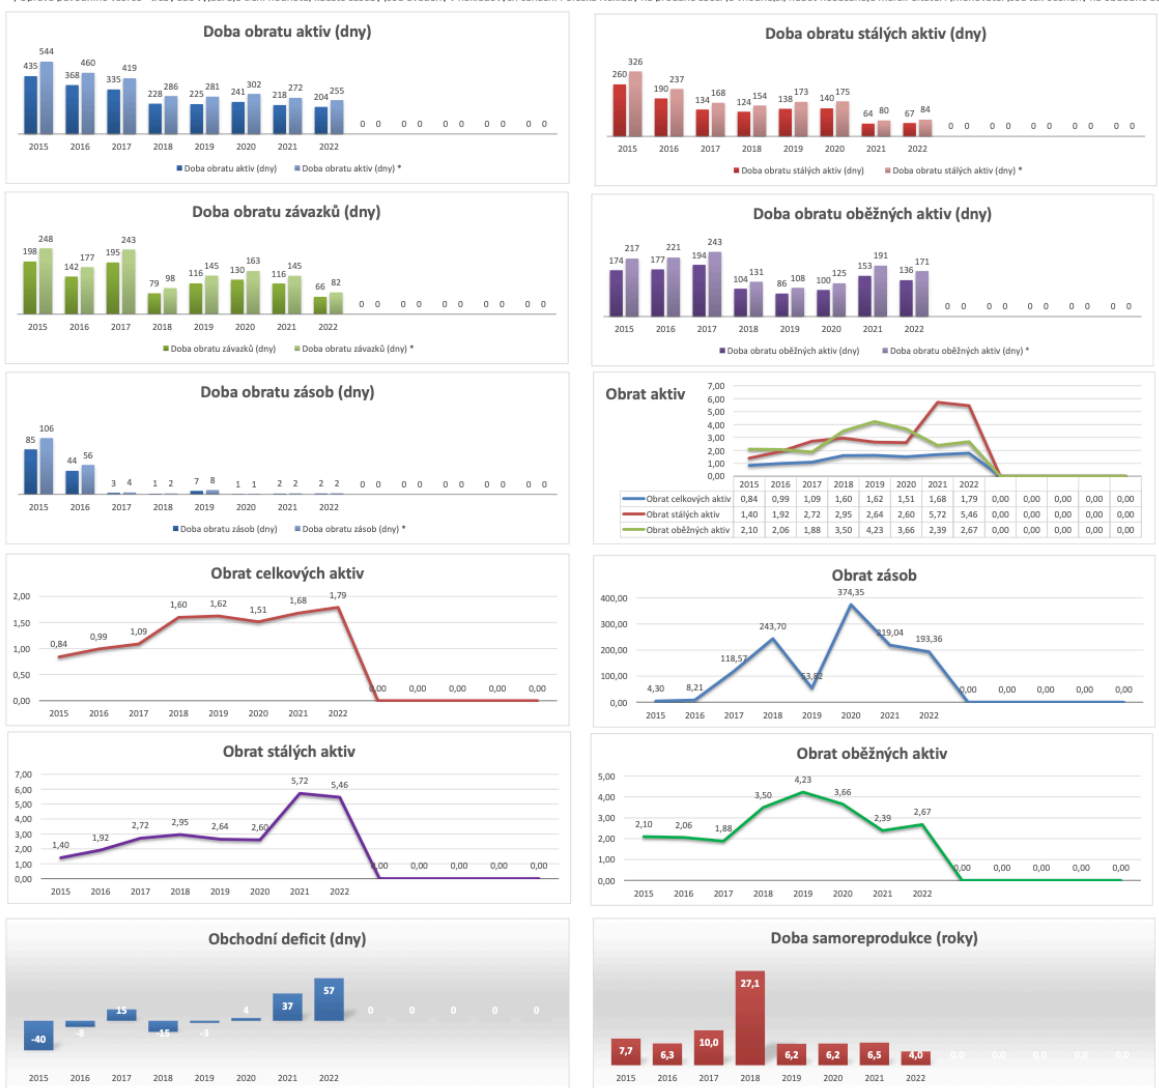 Doba obratu aktiv (dny)
544
435 460
368 419
335
228 286 225 281 241 302 218 272 204 255
0 0 0 0 0 0 0 0 0 0
2015 2016 2017 2018 2019 2020 2021 2022
Doba obratu aktiv (dny) Doba obratu aktiv (dny) *
Doba obratu stálých aktiv (dny)
326
260 237
190 134 168 124 154 138 173 140 175
64 80 67 84 0 0 0 0 0 0 0 0 0 0
2015 2016 2017 2018 2019 2020 2021 2022
Doba obratu stálých aktiv (dny) Doba obratu stálých aktiv (dny) *
Doba obratu závazků (dny)
198 248 142 177 195 243 79 98 116 145 130 163 116 145 66 82
0 0 0 0 0 0 0 0 0 0
2015 2016 2017 2018 2019 2020 2021 2022
Doba obratu závazků (dny) Doba obratu závazků (dny) *
Doba obratu oběžných aktiv (dny)
174 217 177 221 194 243 104 131 86 108 100 125 153 191 136 171
0 0 0 0 0 0 0 0 0 0
2015 2016 2017 2018 2019 2020 2021 2022
Doba obratu oběžných aktiv (dny) Doba obratu oběžných aktiv (dny) *
Doba obratu zásob (dny)
85 106 44 56 3 4 1 2 7 8 1 1 2 2 2 2
0 0 0 0 0 0 0 0 0 0
2015 2016 2017 2018 2019 2020 2021 2022
Doba obratu zásob (dny) Doba obratu zásob (dny) *
Obrat aktiv
7,00
6,00
5,00
4,00
3,00
2,00
1,00
0,00
2015 2016 2017 2018 2019 2020 2021 2022
Obrat celkových aktiv 0,84 0,99 1,09 1,60 1,62 1,51 1,68 1,79 0,00 0,00 0,00 0,00 0,00
Obrat stálých aktiv 1,40 1,92 2,72 2,95 2,64 2,60 5,72 5,46 0,00 0,00 0,00 0,00 0,00
Obrat oběžných aktiv 2,10 2,06 1,88 3,50 4,23 3,66 2,39 2,67 0,00 0,00 0,00 0,00 0,00
Obrat celkových aktiv
2,00
1,50
1,00
0,50
0,00
0,84 0,99 1,09 1,60 1,62 1,51 1,68 1,79 0,00 0,00 0,00 0,00 0,00
2015 2016 2017 2018 2019 2020 2021 2022
Obrat zásob
400,00
300,00
200,00
100,00
0,00
4,30 8,21 118,57 243,70 53,82 374,35 219,04 193,36 0,00 0,00 0,00 0,00 0,00
2015 2016 2017 2018 2019 2020 2021 2022
Obrat stálých aktiv
7,00
6,00
5,00
4,00
3,00
2,00
1,00
0,00
1,40 1,92 2,72 2,95 2,64 2,60 5,72 5,46 0,00 0,00 0,00 0,00 0,00
2015 2016 2017 2018 2019 2020 2021 2022
Obrat oběžných aktiv
5,00
4,00
3,00
2,00
1,00
0,00
2,10 2,06 1,88 3,50 4,23 3,66 2,39 2,67 0,00 0,00 0,00 0,00 0,00
2015 2016 2017 2018 2019 2020 2021 2022
Obchodní deficit (dny)
-40 -8 15 -15 -3 4 37 57 0 0 0 0 0
2015 2016 2017 2018 2019 2020 2021 2022
Doba samoreprodukce (roky)
7,7 6,3 10,0 27,1 6,2 6,2 6,5 4,0 0,0 0,0 0,0 0,0 0,0
2015 2016 2017 2018 2019 2020 2021 2022